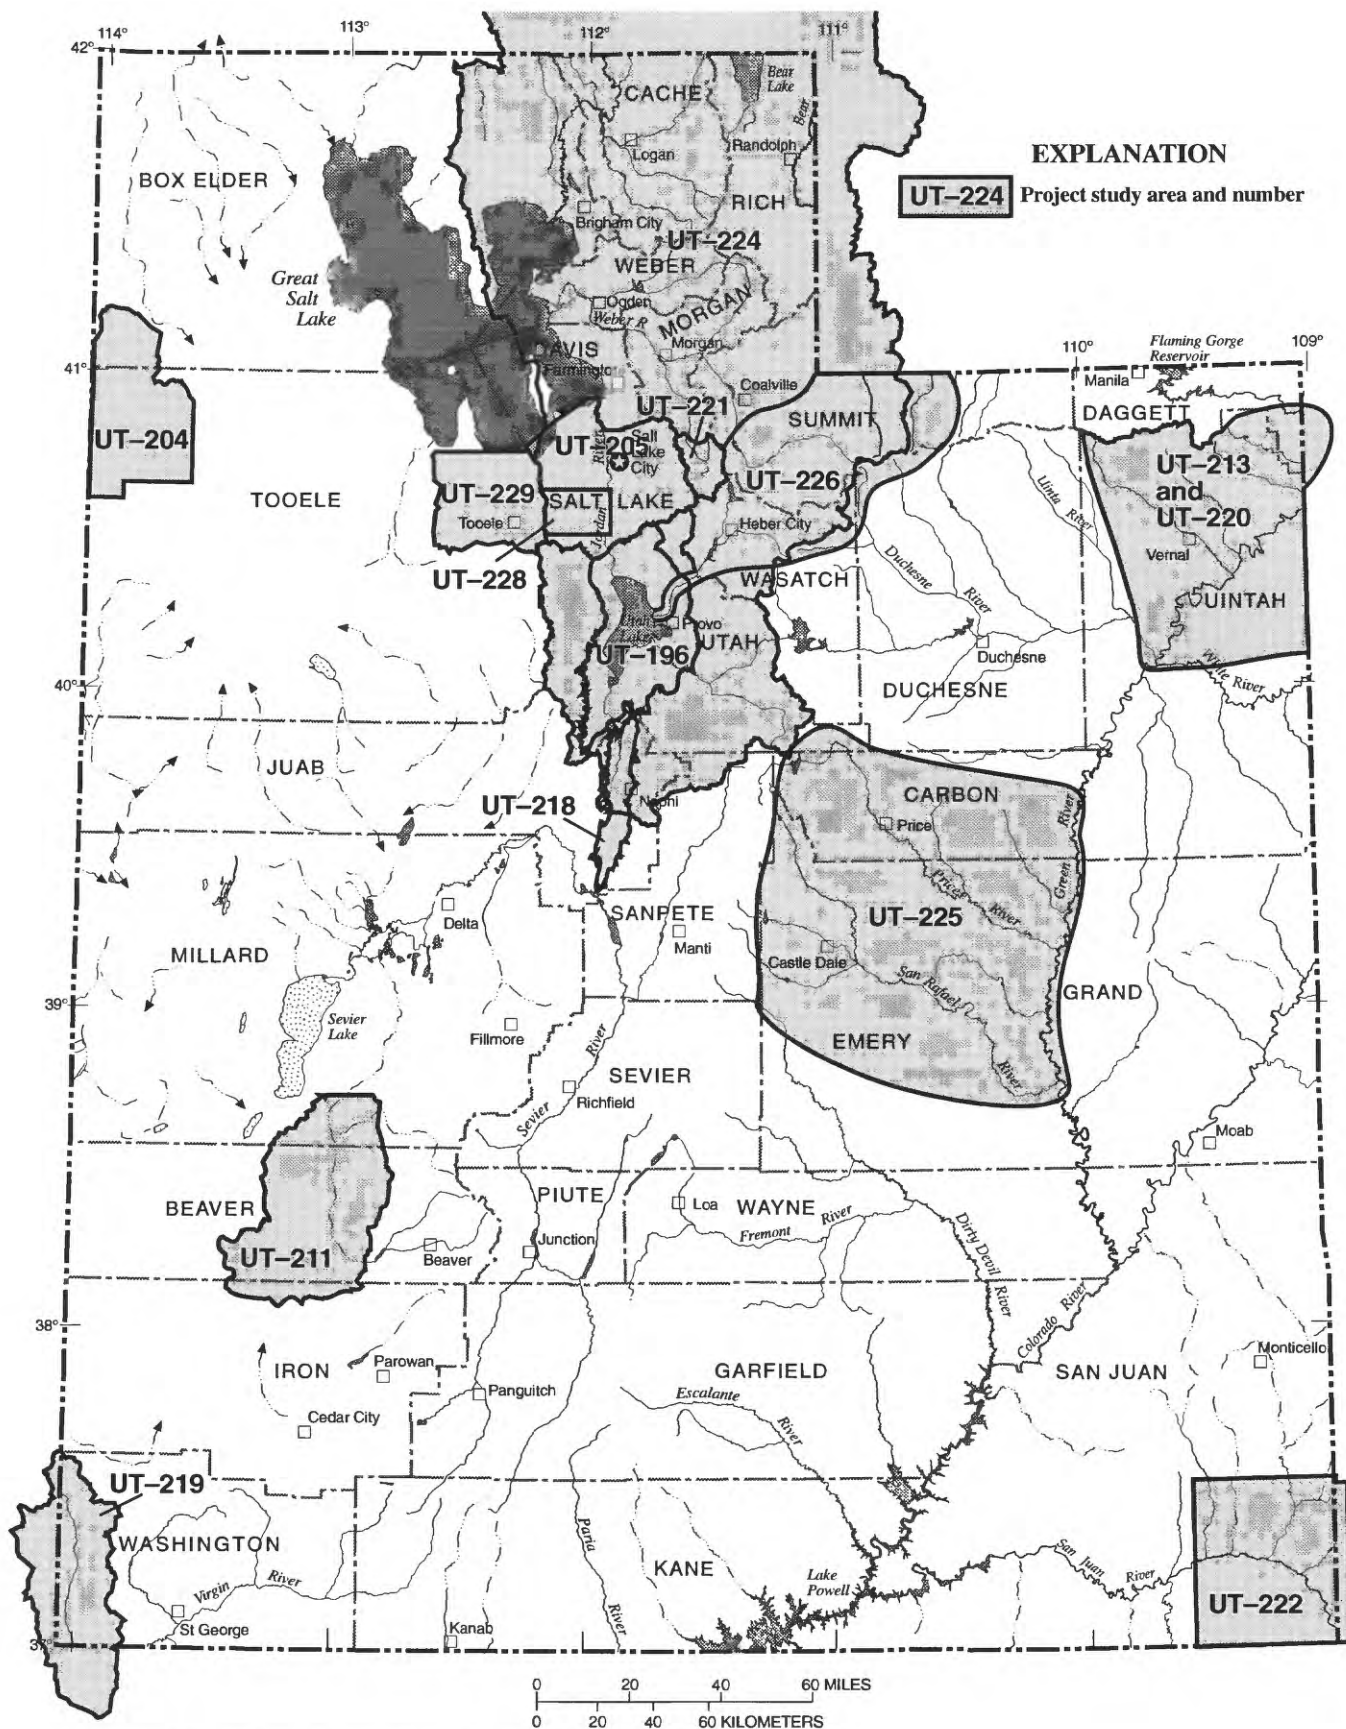 114°
113°
112°
111°
42°
CACHE
Bear
Lake
Bear
Logan
Randolph
EXPLANATION
UT–224 Project study area and number
BOX ELDER
RICH
Brigham City
UT–224
WEBER
Great
Salt
Lake
Ogden
Weber R
MORGAN
Morgan
DAVIS
41°
Coalville
110°
Flaming Gorge
Reservoir
109°
Manila
DAGGETT
UT–221
SUMMIT
UT–204
UT–205
River
Salt
Lake
City
UT–213
and
UT–220
Vernal
UINTAH
TOOELE
UT–229
Tooele
SALT LAKE
Jordan
UT–226
Heber City
Uinta River
UT–228
WASATCH
Duchesne
River
Duchesne
Utah
Lake
Provo
UTAH
UT–196
White River
40°
DUCHESNE
JUAB
UT–218
Nephi
CARBON
Price
River
Green
Price
River
UT–225
Delta
SANPETE
Manti
Castle Dale
San Rafael
River
MILLARD
39°
GRAND
Sevier
Lake
Fillmore
River
EMERY
SEVIER
Richfield
Sevier
Moab
BEAVER
PIUTE
Loa
WAYNE
Fremont
River
Junction
Dirty Devil
River
UT–211
Beaver
38°
Colorado
River
Monticello
IRON
Parowan
GARFIELD
SAN JUAN
Panguitch
Escalante
River
Cedar City
UT–219
WASHINGTON
Paria
River
Virgin
River
KANE
Lake
Powell
San Juan
River
UT–222
St George
Kanab
0 20 40 60 MILES
0 20 40 60 KILOMETERS